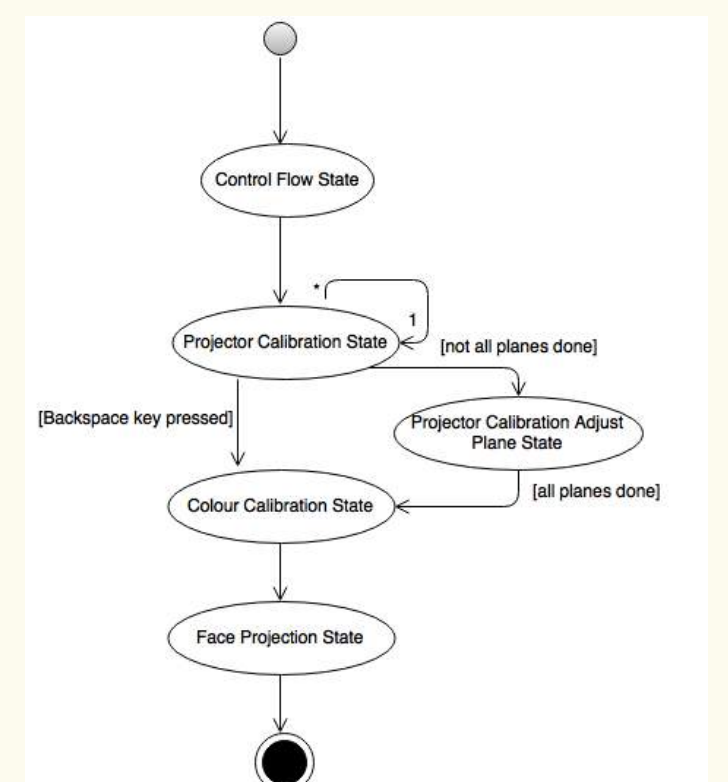 Control Flow State
*
1
Projector Calibration State
[not all planes done]
[Backspace key pressed]
Projector Calibration Adjust
Plane State
[all planes done]
Colour Calibration State
Face Projection State